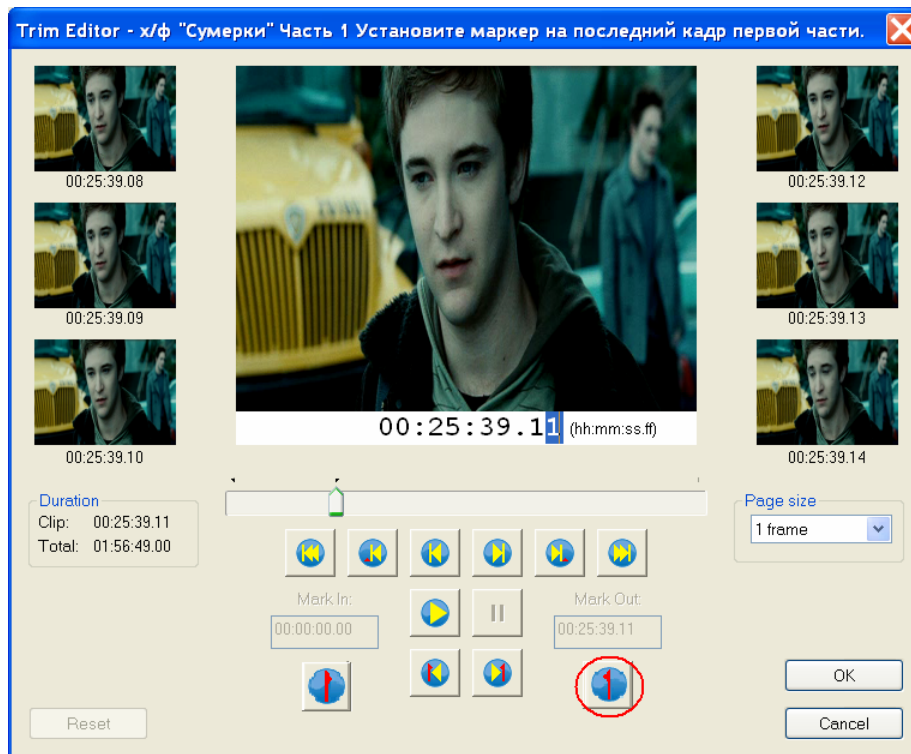 Trim Editor - х/ф "Сумерки" Часть 1 Установите маркер на последний кадр первой части.
00:25:39.08
00:25:39.09
00:25:39.10
00:25:39.11 (hh:mm:ss.ff)
00:25:39.12
00:25:39.13
00:25:39.14
Duration
Clip: 00:25:39.11
Total: 01:56:49.00
Page size
1 frame
Mark In:
00:00:00.00
Mark Out:
00:25:39.11
Reset
OK
Cancel